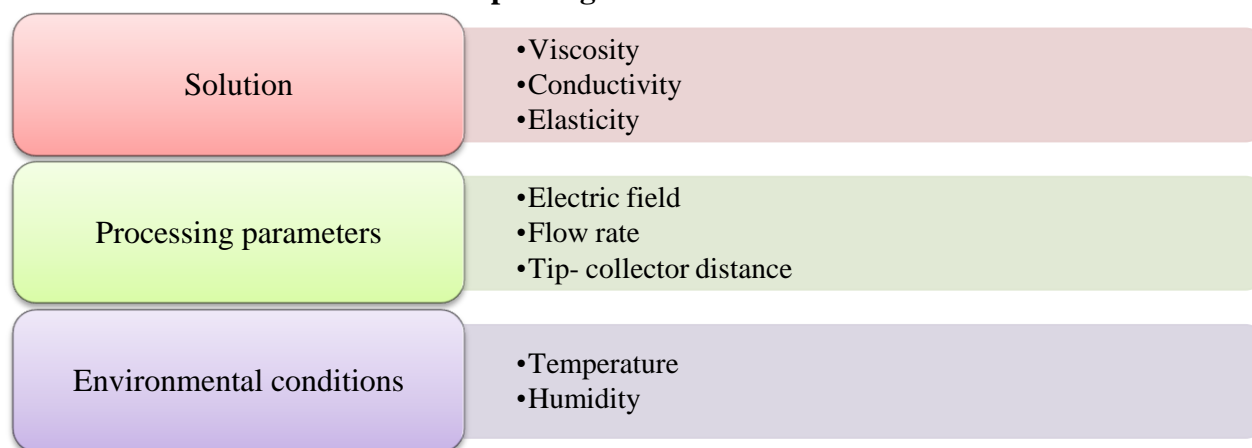 Solution
•Viscosity
•Conductivity
•Elasticity
Processing parameters
•Electric field
•Flow rate
•Tip- collector distance
Environmental conditions
•Temperature
•Humidity